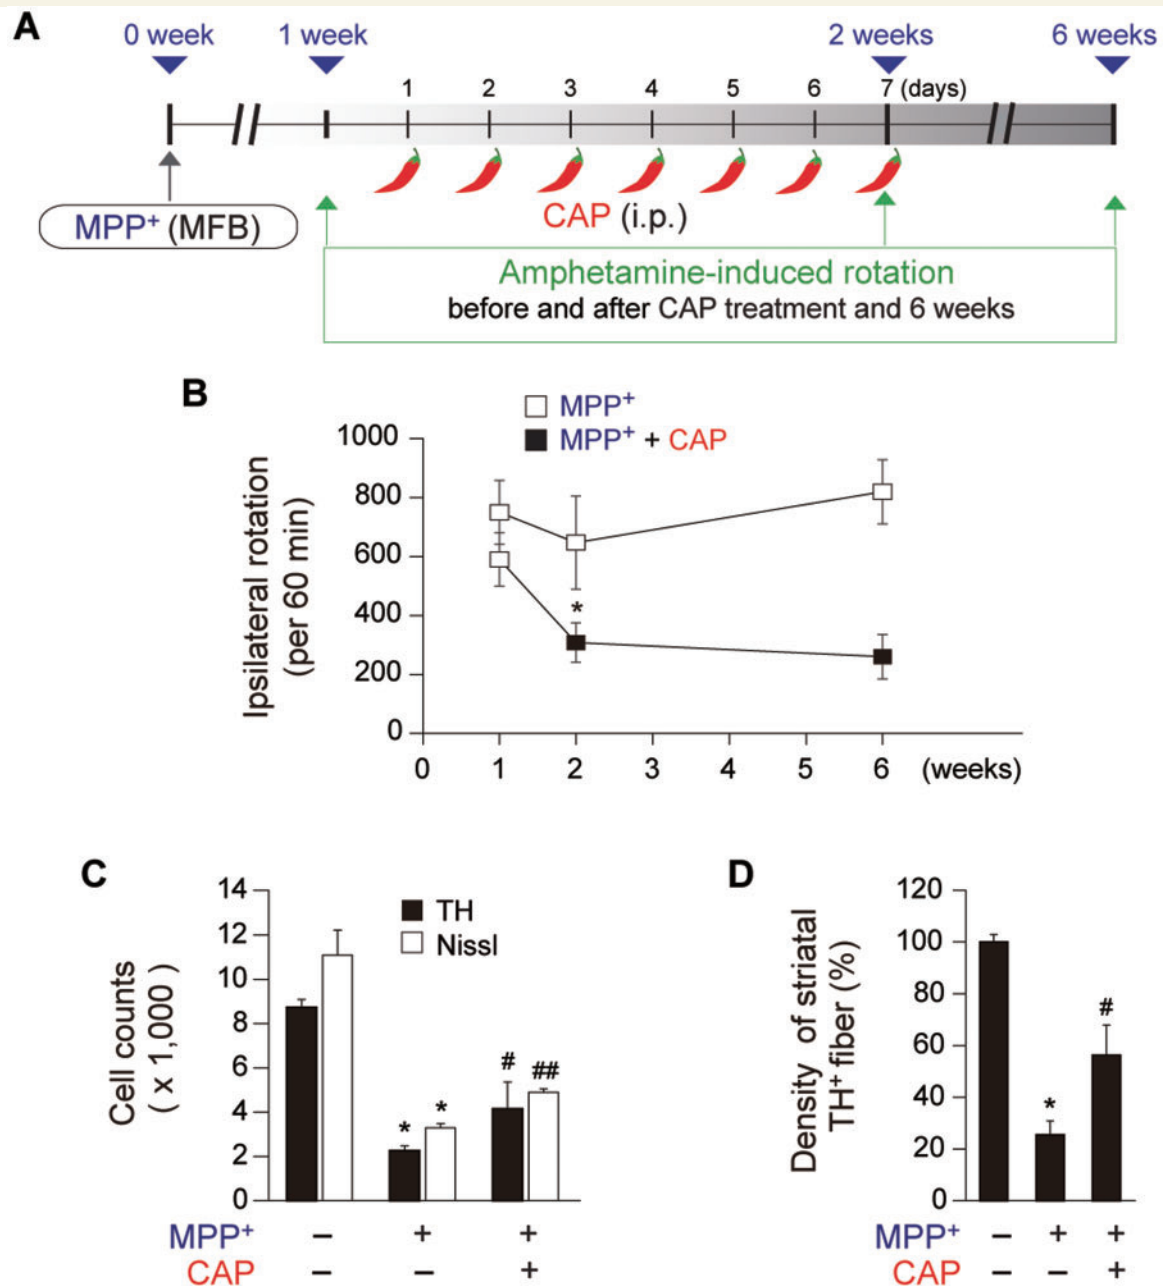 A
0 week 1 week 2 weeks 6 weeks
1 2 3 4 5 6 7 (days)
MPP⁺ (MFB)
CAP (i.p.)
Amphetamine-induced rotation
before and after CAP treatment and 6 weeks
B
MPP⁺
MPP⁺ + CAP
Ipsilateral rotation
(per 60 min)
1000
800
600
400
200
0
*
0 1 2 3 4 5 6 (weeks)
C
Cell counts
( x 1,000 )
14
12
10
8
6
4
2
0
TH
Nissl
* * # ##
MPP⁺ – + +
CAP – – +
D
Density of striatal
TH⁺ fiber (%)
120
100
80
60
40
20
0
* #
MPP⁺ – + +
CAP – – +